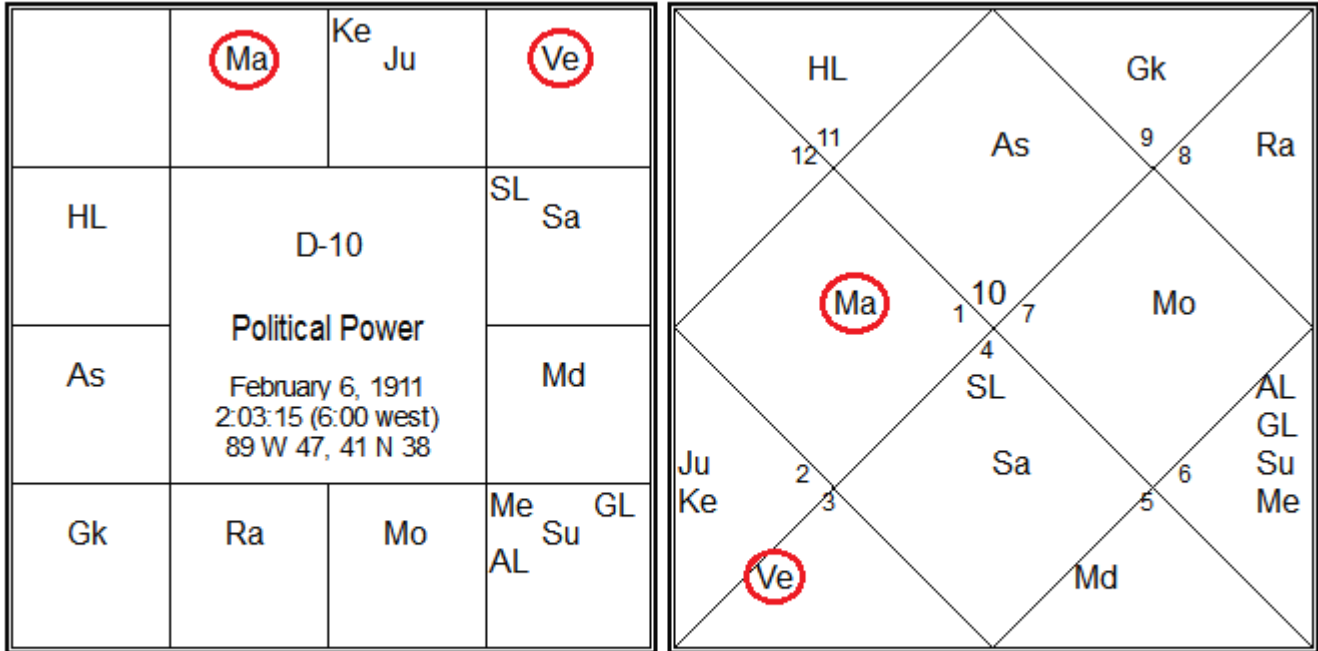 Ma
Ke
Ju
Ve
HL
SL
Sa
D-10
Political Power
February 6, 1911
2:03:15 (6:00 west)
89 W 47, 41 N 38
As
Md
Gk
Ra
Mo
Me GL
Su
AL
HL
Gk
11
12
As
9
8
Ra
Ma
10
1
7
Mo
4
SL
AL
GL
Ju
Ke
2
3
Sa
5
6
Su
Me
Ve
Md